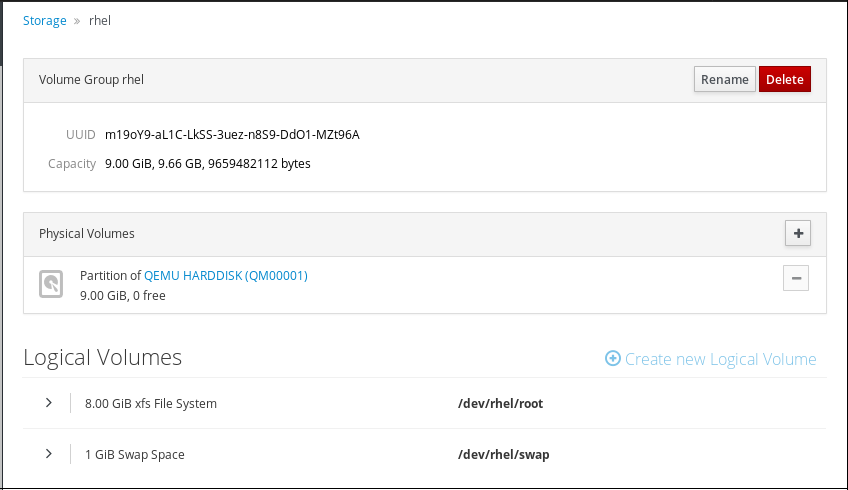 Storage » rhel
Volume Group rhel
Rename Delete
UUID m19oY9-aL1C-LkSS-3uez-n8S9-DdO1-MZt96A
Capacity 9.00 GiB, 9.66 GB, 9659482112 bytes
Physical Volumes
Partition of QEMU HARDDISK (QM00001)
9.00 GiB, 0 free
Logical Volumes Create new Logical Volume
8.00 GiB xfs File System /dev/rhel/root
1 GiB Swap Space /dev/rhel/swap